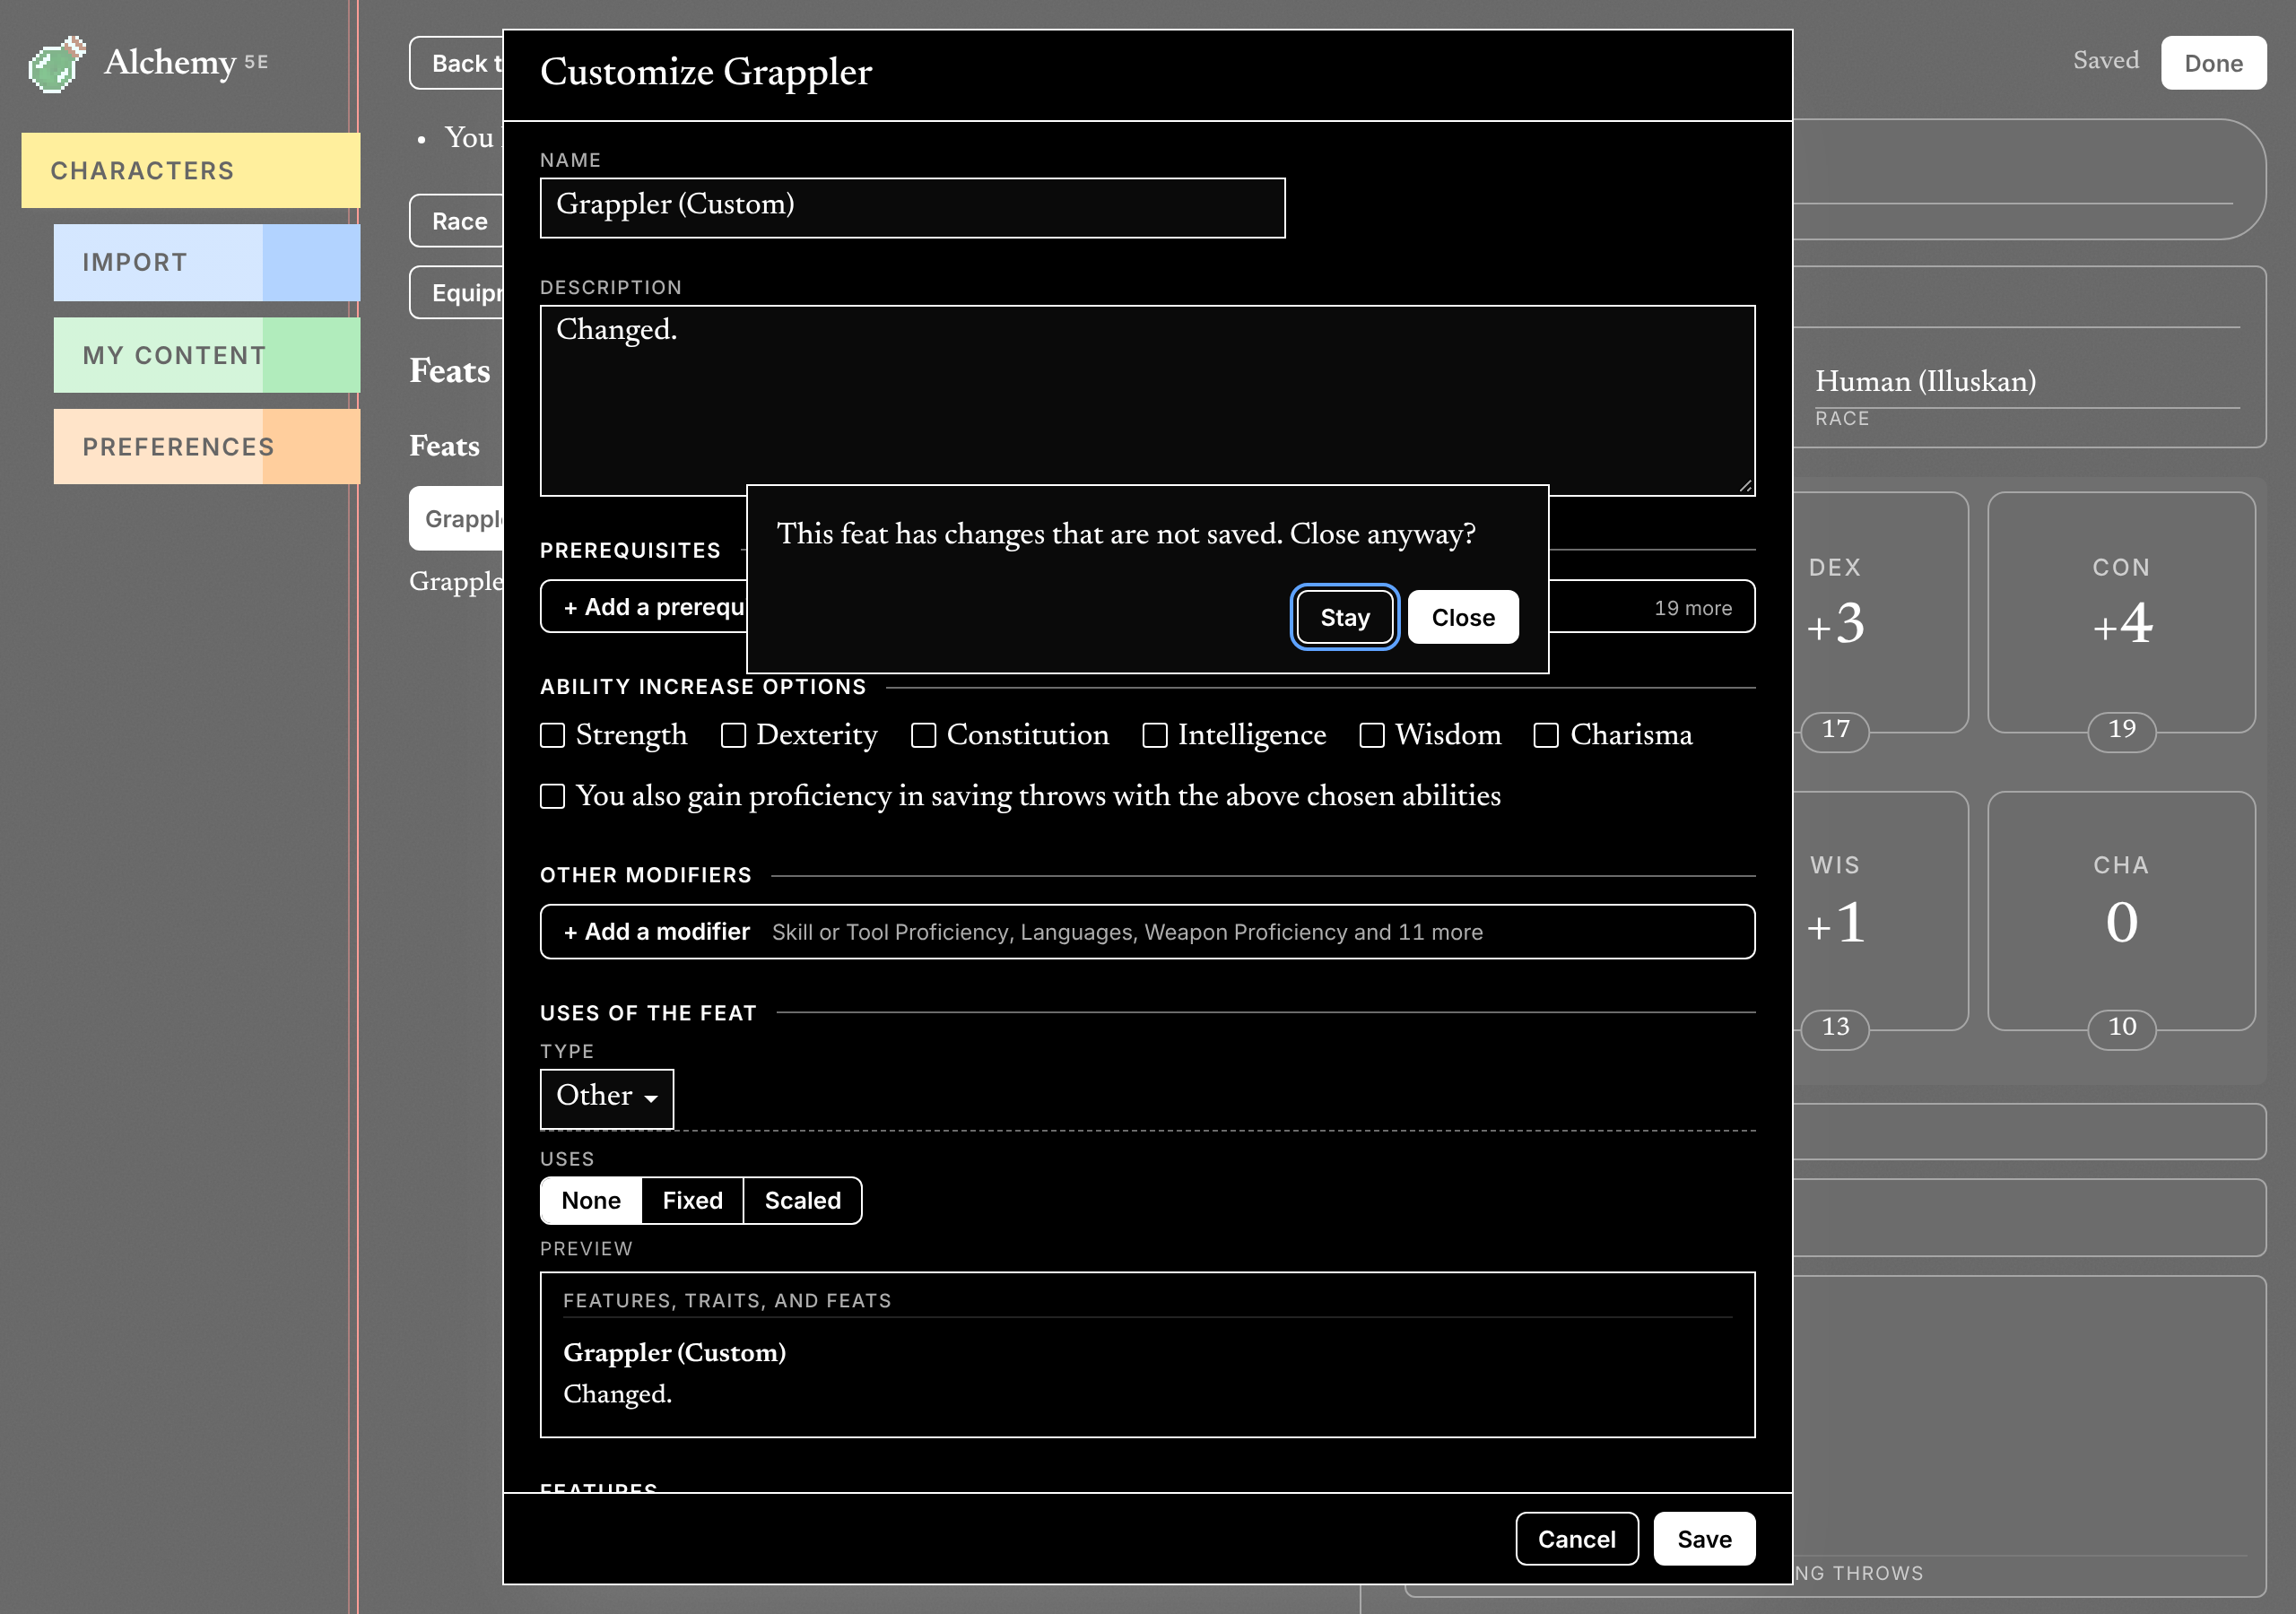 Alchemy 5E
CHARACTERS
IMPORT
MY CONTENT
PREFERENCES
Back t
• You
Race
Equipr
Feats
Feats
Grappl
Grapple
Saved
Done
Customize Grappler
NAME
Grappler (Custom)
DESCRIPTION
Changed.
This feat has changes that are not saved. Close anyway?
Stay
Close
PREREQUISITES
+ Add a prerequ
19 more
ABILITY INCREASE OPTIONS
Strength Dexterity Constitution Intelligence Wisdom Charisma
You also gain proficiency in saving throws with the above chosen abilities
OTHER MODIFIERS
+ Add a modifier Skill or Tool Proficiency, Languages, Weapon Proficiency and 11 more
USES OF THE FEAT
TYPE
Other
USES
None Fixed Scaled
PREVIEW
FEATURES, TRAITS, AND FEATS
Grappler (Custom)
Changed.
FEATURES
Cancel
Save
Human (Illuskan)
RACE
DEX
+3
17
CON
+4
19
WIS
+1
13
CHA
0
10
NG THROWS